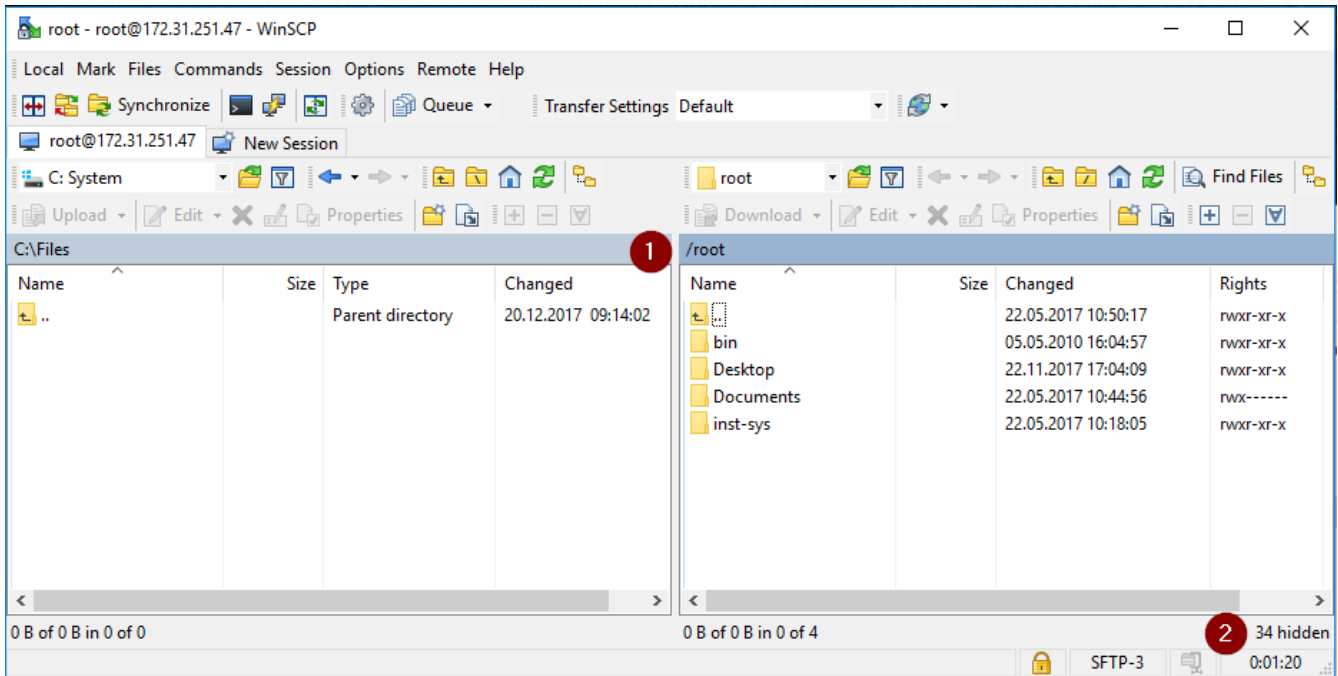 root - root@172.31.251.47 - WinSCP
Local Mark Files Commands Session Options Remote Help
Synchronize Queue Transfer Settings Default
root@172.31.251.47 New Session
C: System root Find Files
Upload Edit Properties Download Edit Properties
C:\Files 1 /root
Name Size Type Changed Name Size Changed Rights
.. Parent directory 20.12.2017 09:14:02 .. 22.05.2017 10:50:17 rwxr-xr-x
bin 05.05.2010 16:04:57 rwxr-xr-x
Desktop 22.11.2017 17:04:09 rwxr-xr-x
Documents 22.05.2017 10:44:56 rwx------
inst-sys 22.05.2017 10:18:05 rwxr-xr-x
0 B of 0 B in 0 of 0 0 B of 0 B in 0 of 4 2 34 hidden
SFTP-3 0:01:20